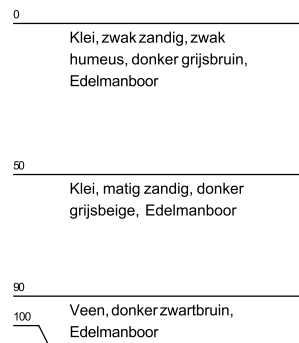 0
Klei, zwak zandig, zwak
humeus, donker grijsbruin,
Edelmanboor
50
Klei, matig zandig, donker
grijsbeige, Edelmanboor
90
Veen, donker zwartbruin,
100
Edelmanboor